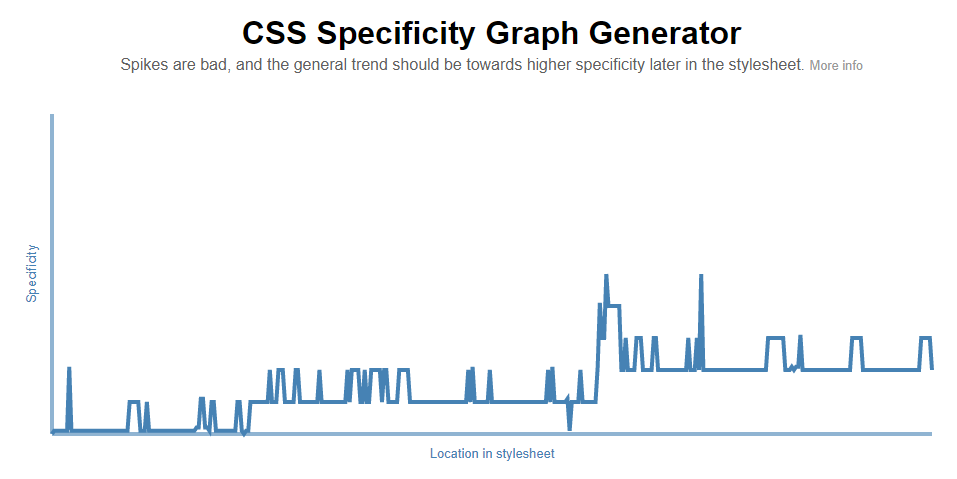 CSS Specificity Graph Generator
Spikes are bad, and the general trend should be towards higher specificity later in the stylesheet. More info
Specificity
Location in stylesheet